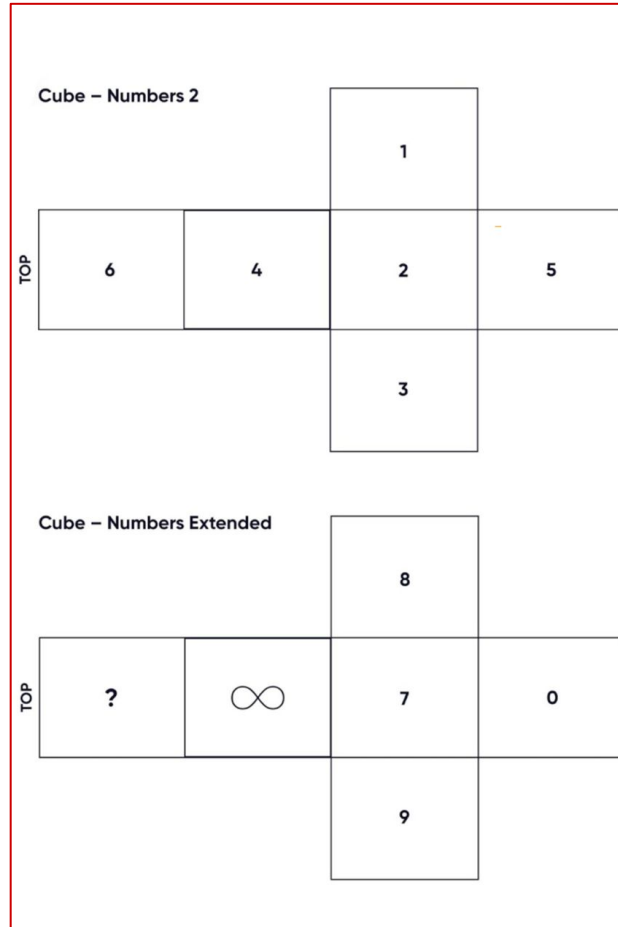 Cube – Numbers 2
1
TOP
6 4 2 5
3
Cube – Numbers Extended
8
TOP
? ∞ 7 0
9